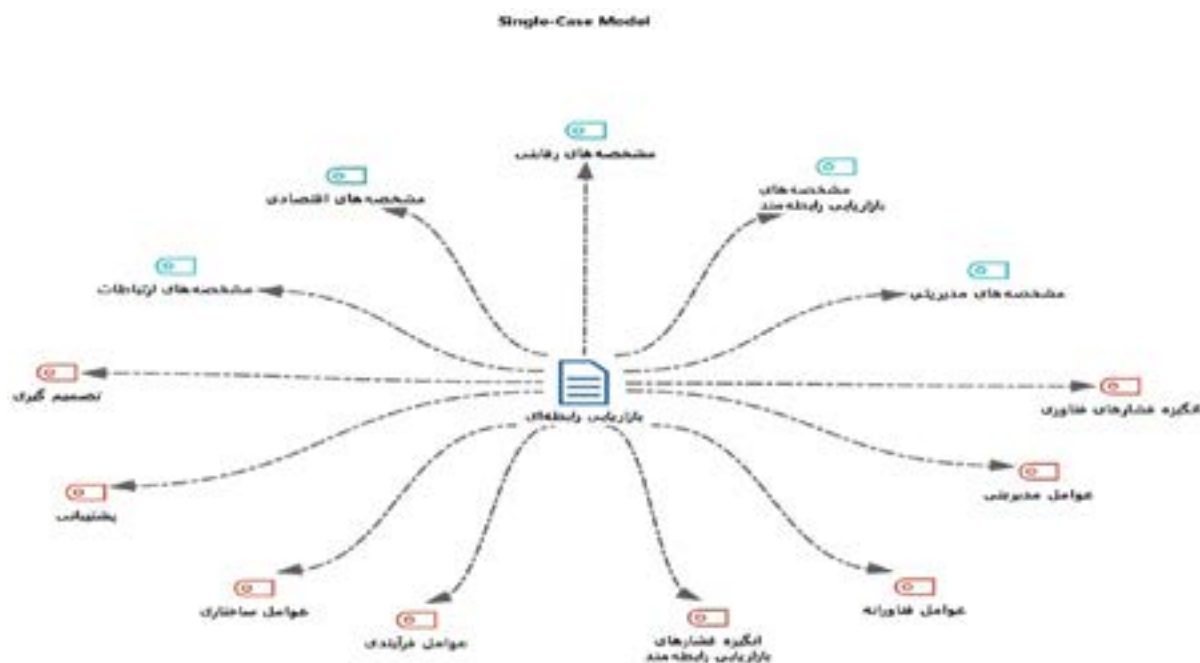 Single-Case Model
مشخصه‌های رقابتی
مشخصه‌های
بازاریابی رابطه‌مند
مشخصه‌های اقتصادی
مشخصه‌های مدیریتی
مشخصه‌های ارتباطات
انگیزه فشارهای فناوری
تصمیم گیری
بازاریابی رابطه‌ای
عوامل مدیریتی
پشتیبانی
عوامل فناورانه
عوامل ساختاری
عوامل فرآیندی
انگیزه فشارهای
بازاریابی رابطه‌مند